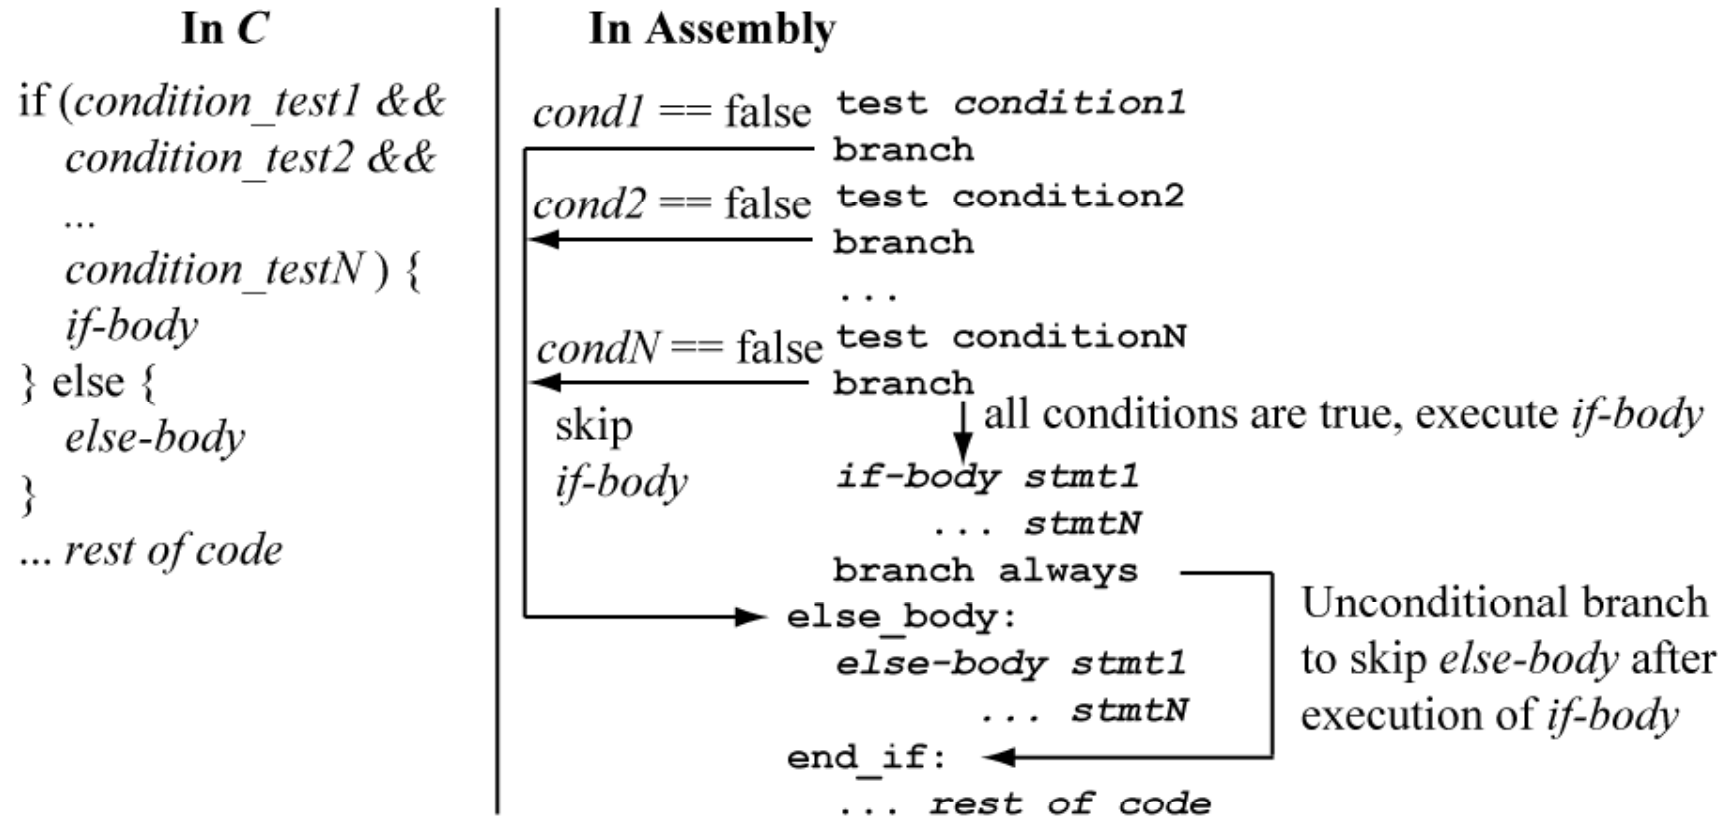 In C
if (condition_test1 &&
condition_test2 &&
...
condition_testN ) {
if-body
} else {
else-body
}
... rest of code
In Assembly
cond1 == false test condition1
branch
cond2 == false test condition2
branch
...
condN == false test conditionN
branch
all conditions are true, execute if-body
skip
if-body
if-body stmt1
... stmtN
branch always
else_body:
else-body stmt1
... stmtN
end_if:
... rest of code
Unconditional branch
to skip else-body after
execution of if-body